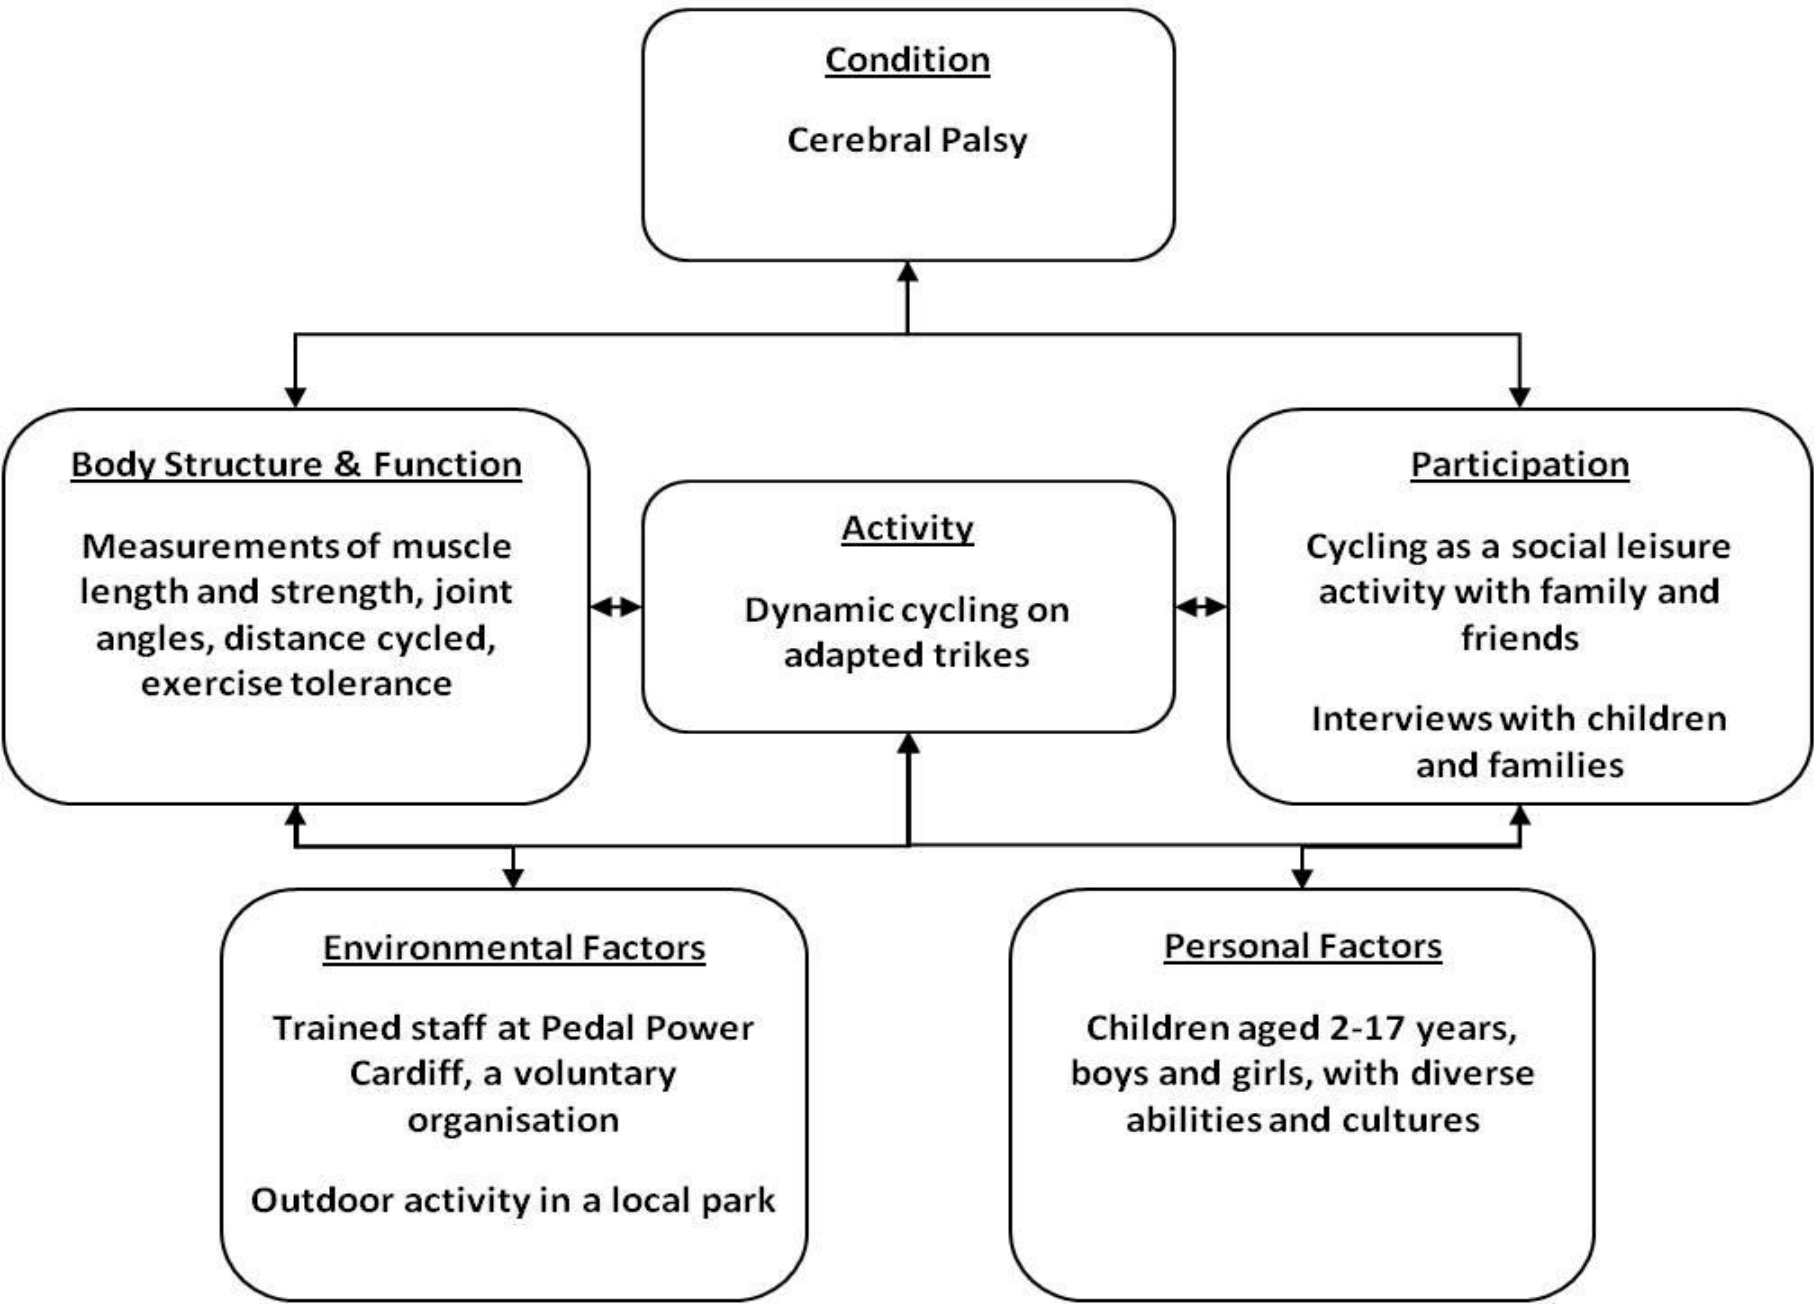 Condition
Cerebral Palsy
Body Structure & Function
Measurements of muscle
length and strength, joint
angles, distance cycled,
exercise tolerance
Activity
Dynamic cycling on
adapted trikes
Participation
Cycling as a social leisure
activity with family and
friends
Interviews with children
and families
Environmental Factors
Trained staff at Pedal Power
Cardiff, a voluntary
organisation
Outdoor activity in a local park
Personal Factors
Children aged 2-17 years,
boys and girls, with diverse
abilities and cultures